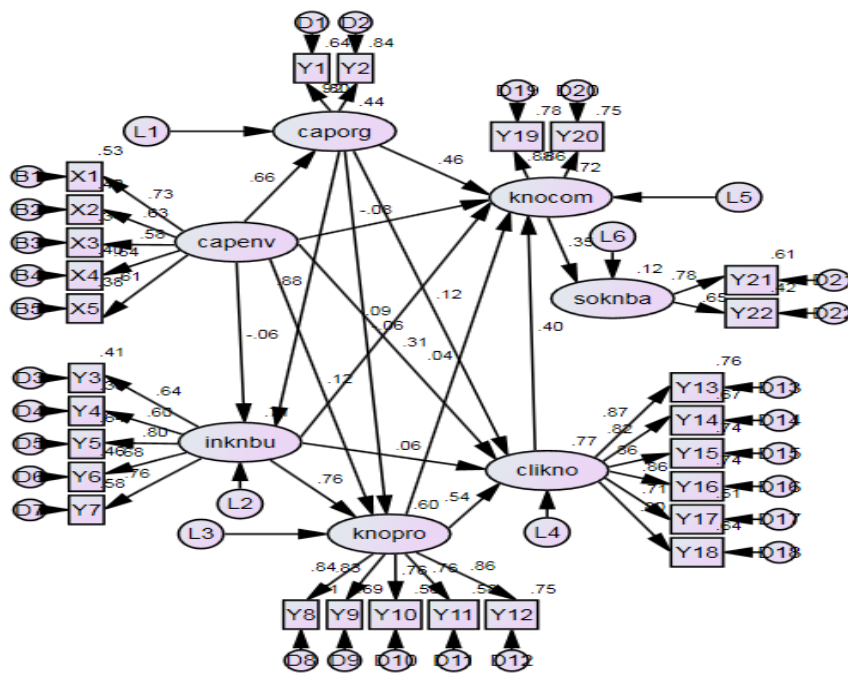 D1 D2
.64 .84
Y1 Y2
.44
L1
caporg
D19 D20
.78 .75
Y19 Y20
.72
.46
knocom
L5
.53
B1 X1
B2 X2
B3 X3
B4 X4
B5 X5
.73
.63
.58
.64
.61
.38
.66
capenv
-.08
.88
.35
L6
.12
soknba
.78
.65
.61
Y21 D21
.42
Y22 D22
-.06
.09
-.06
.31
.12
.04
.12
.40
.41
D3 Y3
D4 Y4
D5 Y5
D6 Y6
D7 Y7
.64
.60
.80
.46
.68
.76
.58
inknbu
L2
.06
.76
.77
clikno
L4
.76
Y13 D13
.67
Y14 D14
.74
Y15 D15
.74
Y16 D16
.51
Y17 D17
.64
Y18 D18
.87
.82
.86
.86
.71
L3
knopro
.60
.54
.84 .83 .76 .76 .86
.69 .75
Y8 Y9 Y10 Y11 Y12
D8 D9 D10 D11 D12